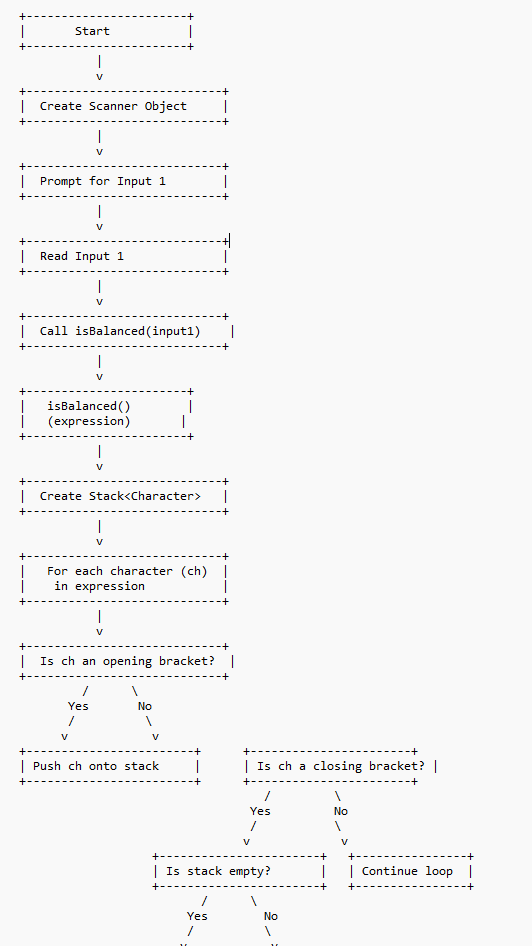 +-----------------------+
|       Start           |
+-----------------------+
           |
           v
+----------------------------+
|  Create Scanner Object     |
+----------------------------+
           |
           v
+----------------------------+
|  Prompt for Input 1        |
+----------------------------+
           |
           v
+----------------------------+
|  Read Input 1              |
+----------------------------+
           |
           v
+----------------------------+
|  Call isBalanced(input1)    |
+----------------------------+
           |
           v
+-----------------------+
|   isBalanced()        |
|   (expression)       |
+-----------------------+
           |
           v
+----------------------------+
|  Create Stack<Character>   |
+----------------------------+
           |
           v
+----------------------------+
|   For each character (ch)  |
|    in expression           |
+----------------------------+
           |
           v
+----------------------------+
|  Is ch an opening bracket?  |
+----------------------------+
         /      \
       Yes       No
       /          \
      v            v
+------------------------+      +-----------------------+
| Push ch onto stack     |      | Is ch a closing bracket? |
+------------------------+      +-----------------------+
                                   /         \
                                 Yes         No
                                 /           \
                                v             v
                   +-----------------------+   +----------------+
                   | Is stack empty?       |   | Continue loop  |
                   +-----------------------+   +----------------+
                          /      \
                        Yes        No
                        /          \
                       v            v